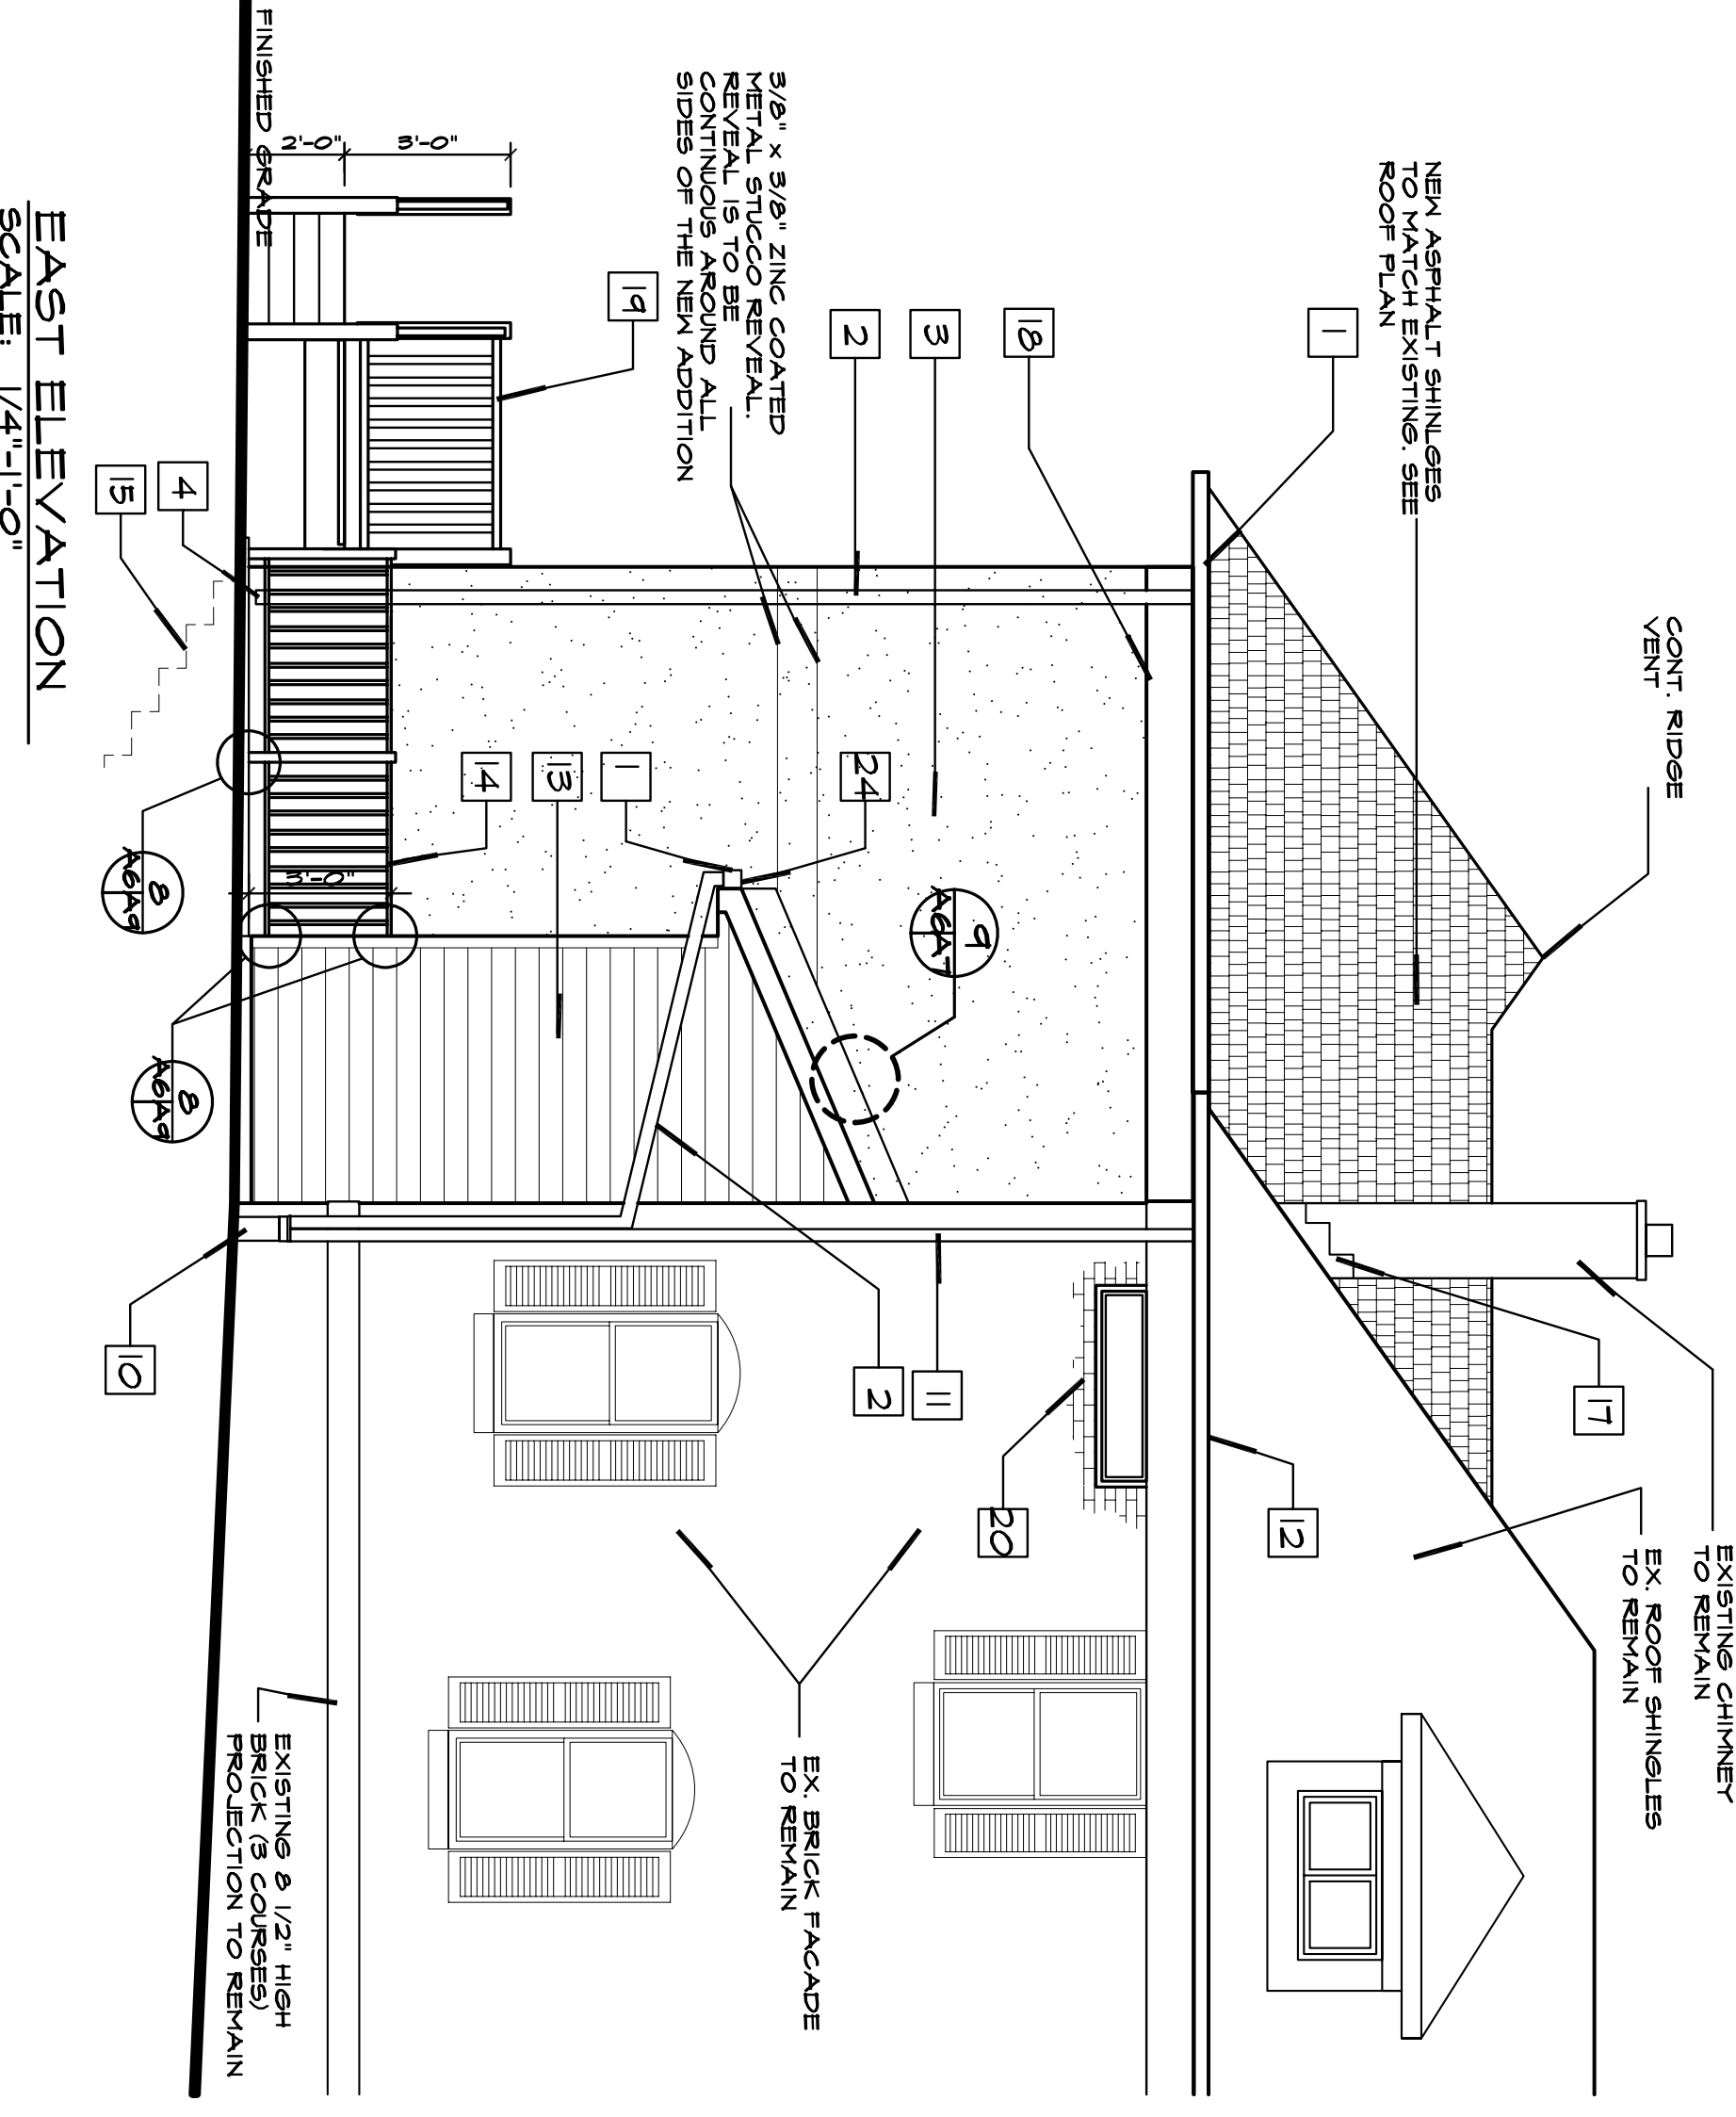 CONT. RIDGE
VENT
NEW ASPHALT SHINLGES
TO MATCH EXISTING. SEE
ROOF PLAN
EXISTING CHIMNEY
TO REMAIN
EX. ROOF SHINGLES
TO REMAIN
1
17
12
18
3
2
3/8" x 3/8" ZINC COATED
METAL STUCCO REVEAL.
REVEAL IS TO BE
CONTINUOUS AROUND ALL
SIDES OF THE NEW ADDITION
9
A6A7
20
24
11
2
1
13
14
19
EX. BRICK FACADE
TO REMAIN
3'-0"
2'-0"
3'-0"
FINISHED GRADE
EXISTING 8 1/2" HIGH
BRICK (3 COURSES)
PROJECTION TO REMAIN
4
15
8
A6A9
8
A6A9
10
EAST ELEVATION
SCALE: 1/4"-1'-0"